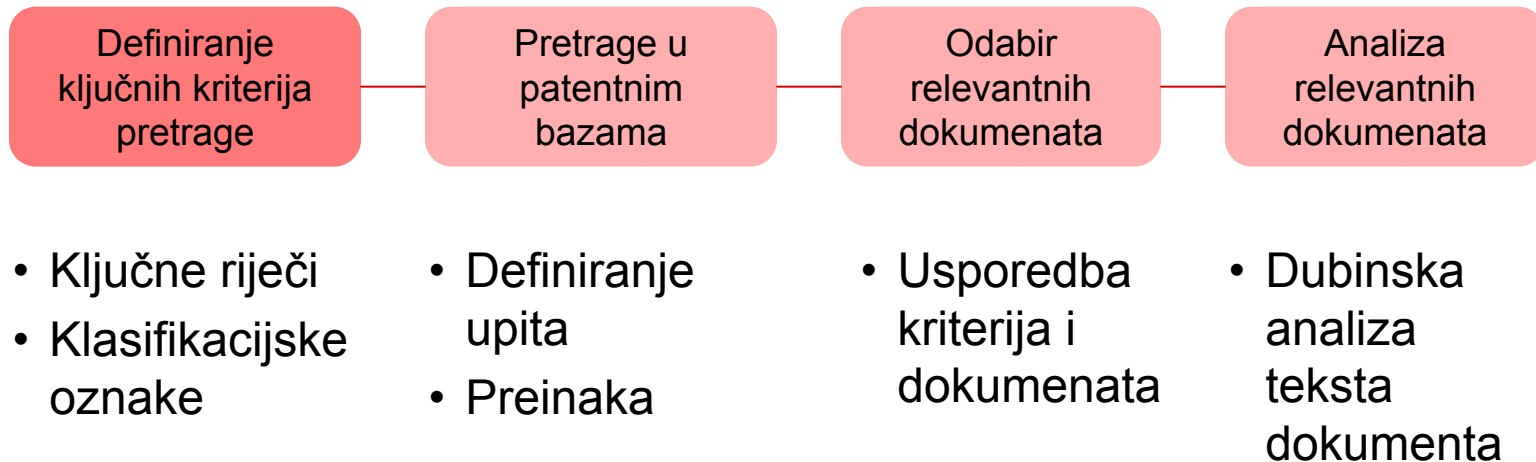 Definiranje
ključnih kriterija
pretrage
Pretrage u
patentnim
bazama
Odabir
relevantnih
dokumenata
Analiza
relevantnih
dokumenata
• Ključne riječi
• Klasifikacijske
oznake
• Definiranje
upita
• Preinaka
• Usporedba
kriterija i
dokumenata
• Dubinska
analiza
teksta
dokumenta